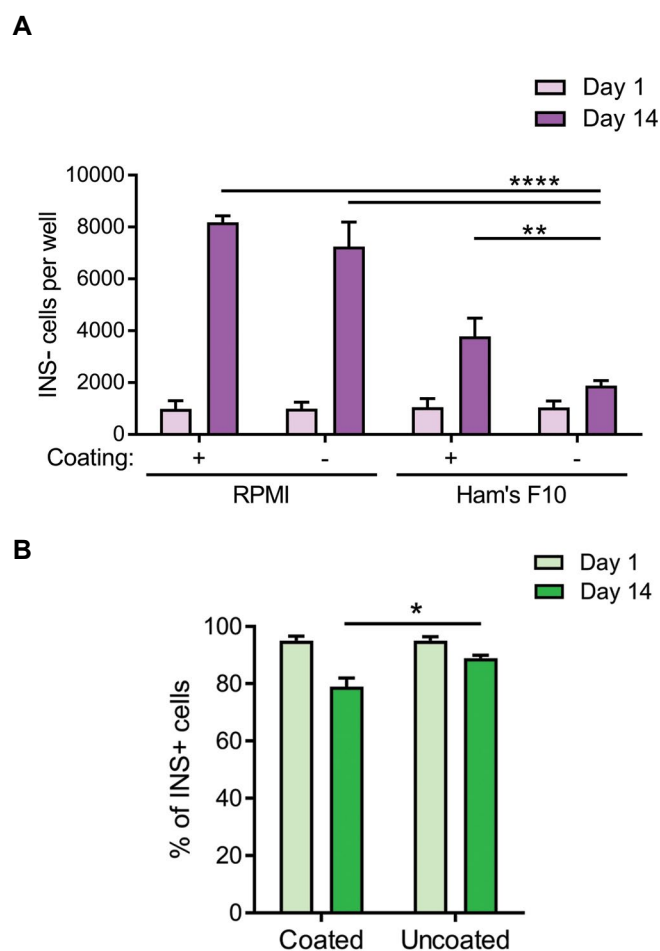 A
Day 1
Day 14
INS- cells per well
10000
8000
6000
4000
2000
0
****
**
Coating: + - + -
RPMI Ham's F10
B
Day 1
Day 14
% of INS+ cells
100
80
60
40
20
0
*
Coated Uncoated